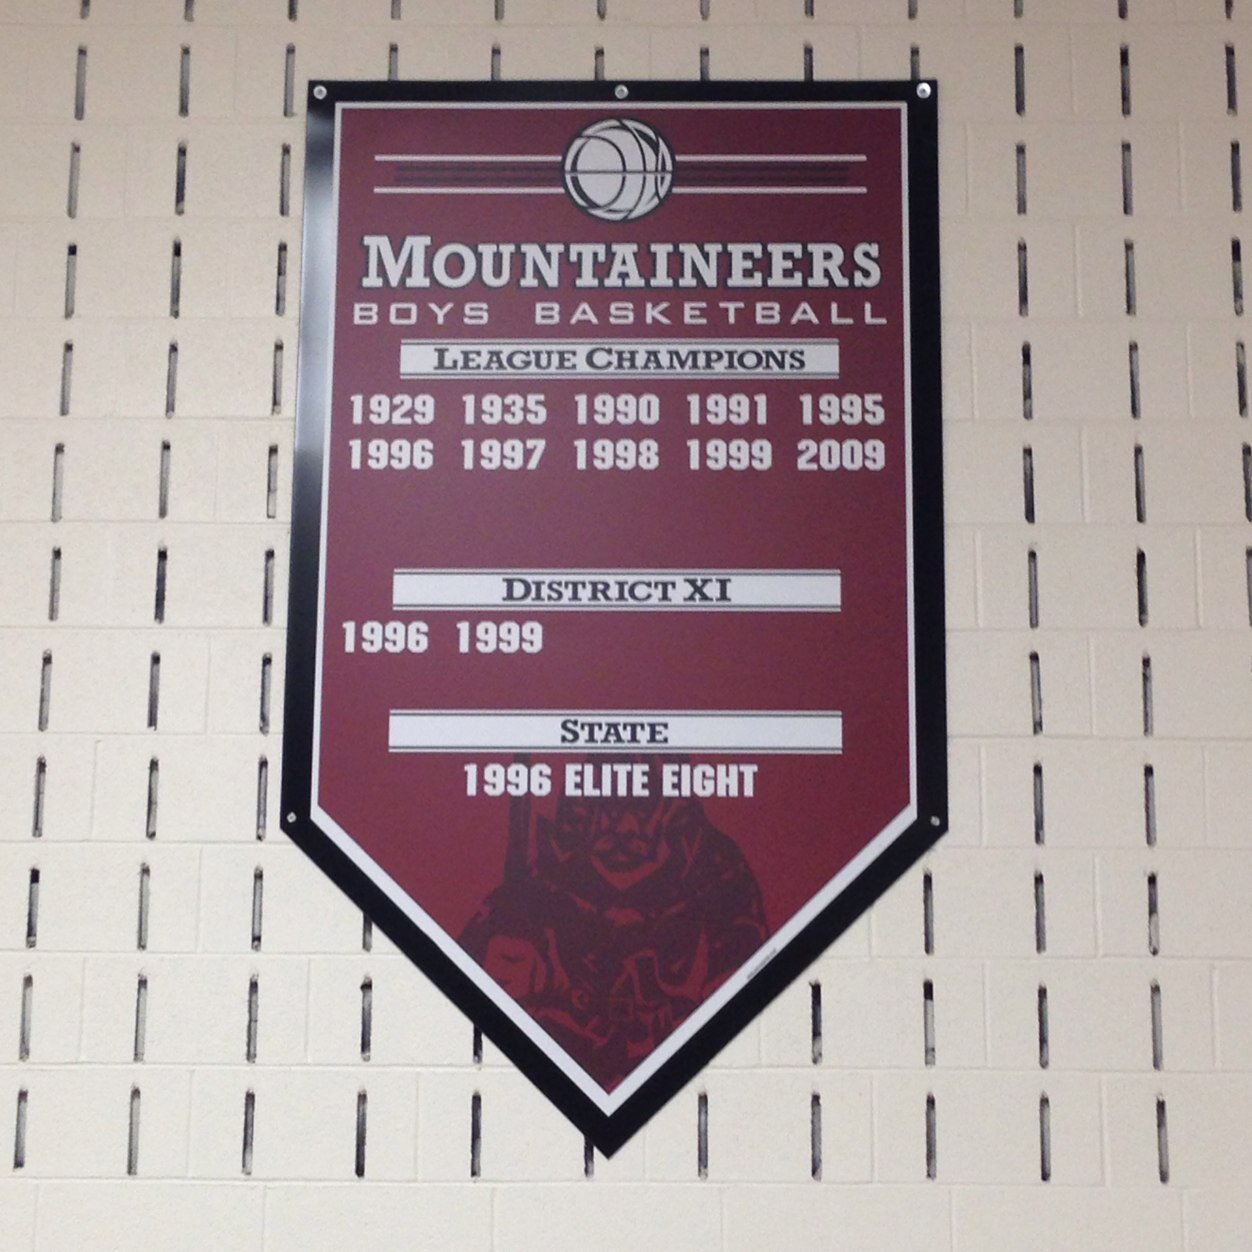 MOUNTAINEERS
BOYS BASKETBALL
LEAGUE CHAMPIONS
1929 1935 1990 1991 1995
1996 1997 1998 1999 2009
DISTRICT XI
1996 1999
STATE
1996 ELITE EIGHT